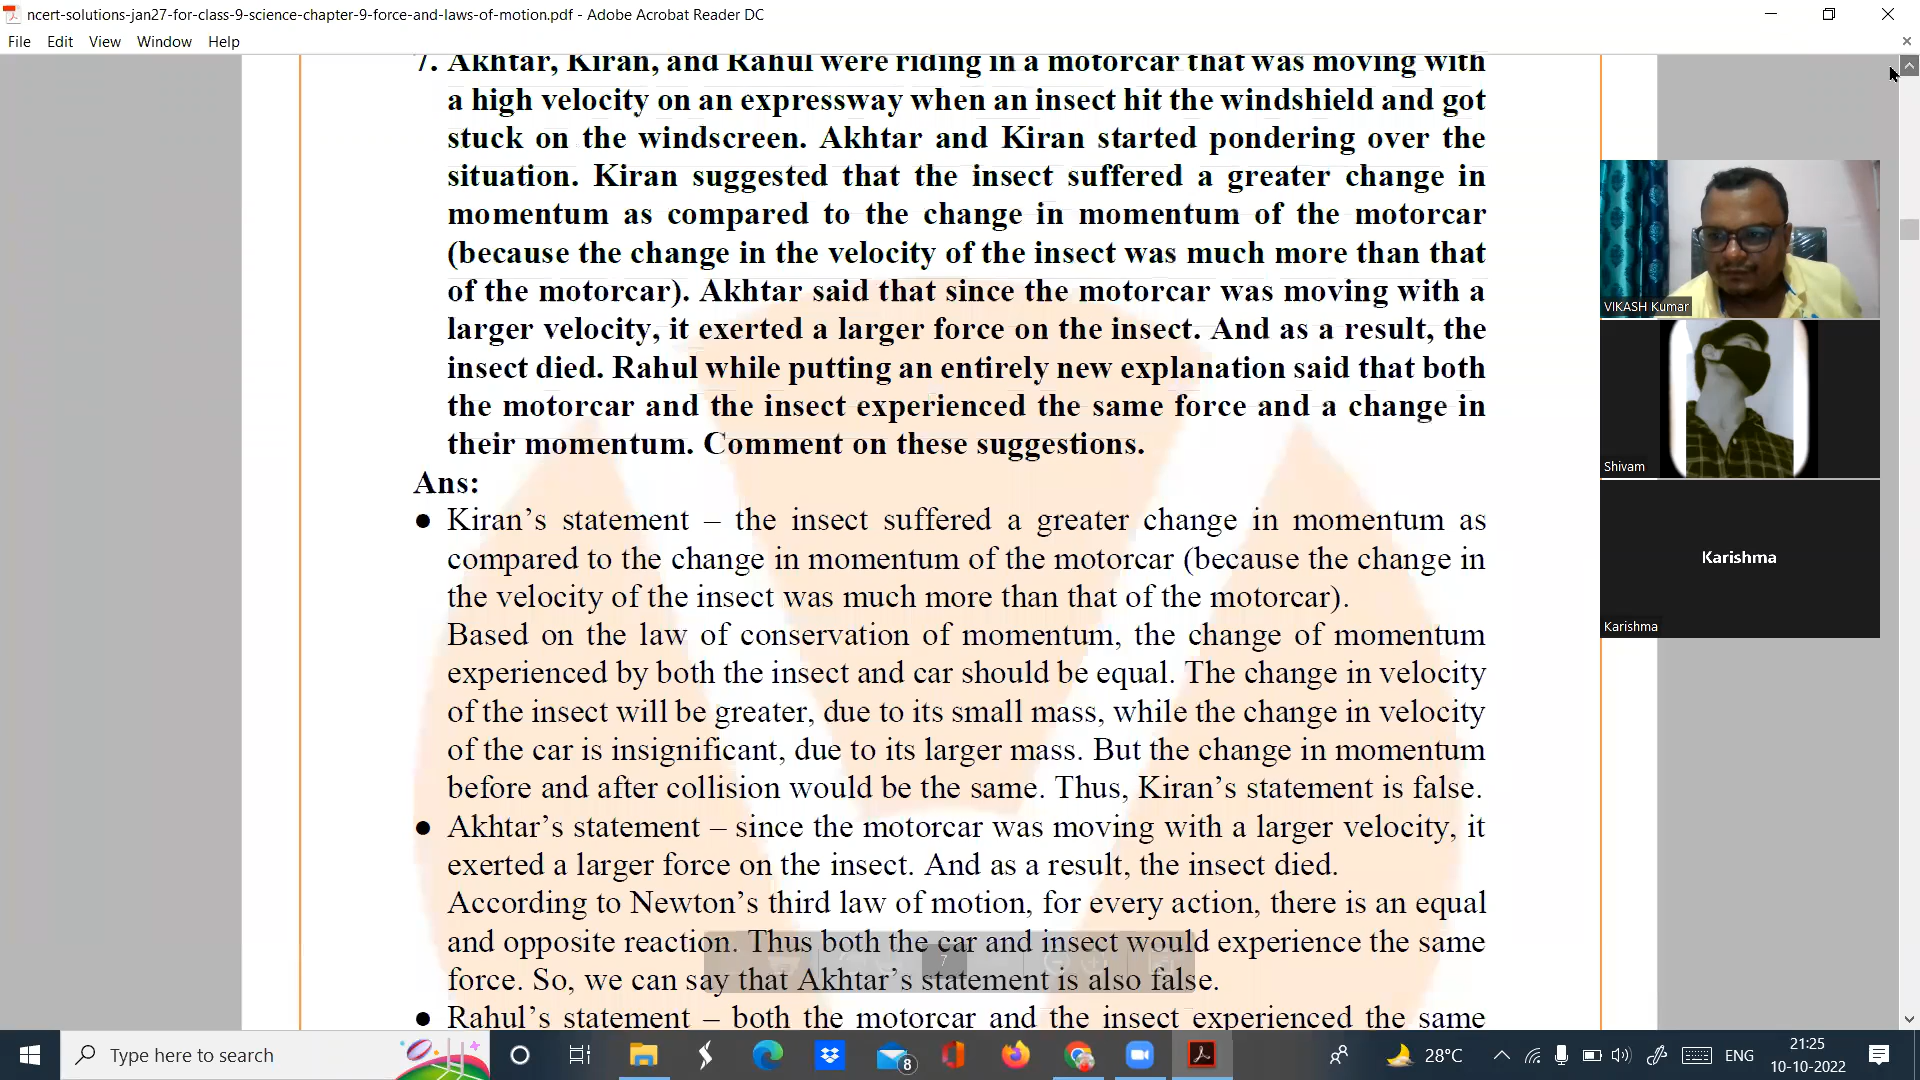 ncert-solutions-jan27-for-class-9-science-chapter-9-force-and-laws-of-motion.pdf - Adobe Acrobat Reader DC
File Edit View Window Help
7. Akhtar, Kiran, and Rahul were riding in a motorcar that was moving with
a high velocity on an expressway when an insect hit the windshield and got
stuck on the windscreen. Akhtar and Kiran started pondering over the
situation. Kiran suggested that the insect suffered a greater change in
momentum as compared to the change in momentum of the motorcar
(because the change in the velocity of the insect was much more than that
of the motorcar). Akhtar said that since the motorcar was moving with a
larger velocity, it exerted a larger force on the insect. And as a result, the
insect died. Rahul while putting an entirely new explanation said that both
the motorcar and the insect experienced the same force and a change in
their momentum. Comment on these suggestions.
Ans:
● Kiran’s statement – the insect suffered a greater change in momentum as
compared to the change in momentum of the motorcar (because the change in
the velocity of the insect was much more than that of the motorcar).
Based on the law of conservation of momentum, the change of momentum
experienced by both the insect and car should be equal. The change in velocity
of the insect will be greater, due to its small mass, while the change in velocity
of the car is insignificant, due to its larger mass. But the change in momentum
before and after collision would be the same. Thus, Kiran’s statement is false.
● Akhtar’s statement – since the motorcar was moving with a larger velocity, it
exerted a larger force on the insect. And as a result, the insect died.
According to Newton’s third law of motion, for every action, there is an equal
and opposite reaction. Thus both the car and insect would experience the same
force. So, we can say that Akhtar’s statement is also false.
● Rahul’s statement – both the motorcar and the insect experienced the same
7
VIKASH Kumar
Shivam
Karishma
Karishma
Type here to search
8
28°C
ENG
21:25
10-10-2022